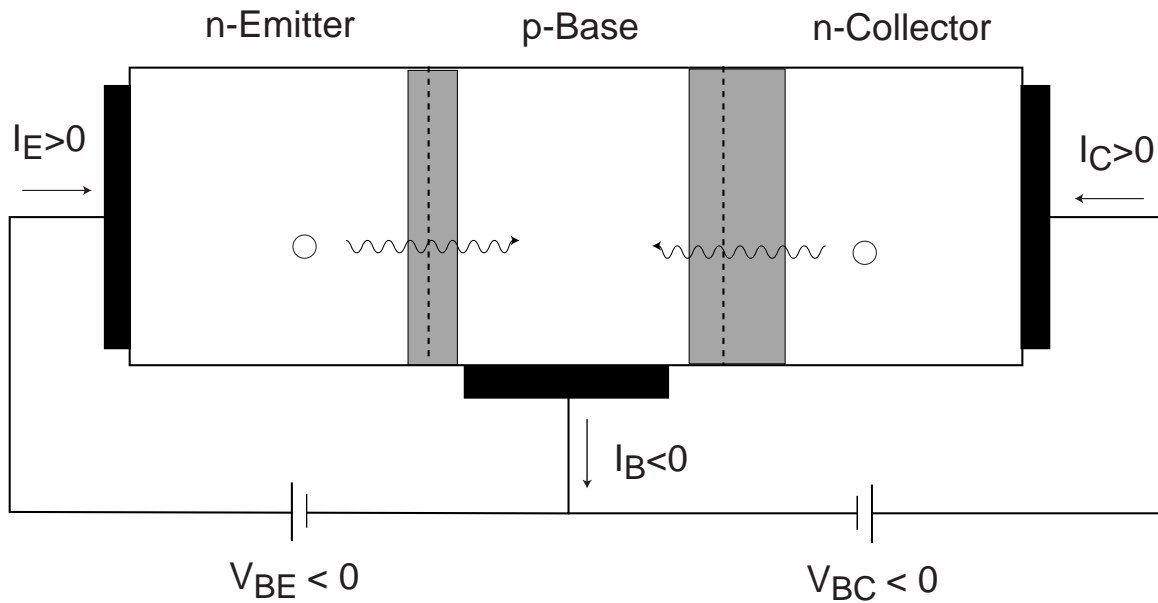 n-Emitter p-Base n-Collector
I_E>0 I_C>0
I_B<0
V_BE < 0 V_BC < 0